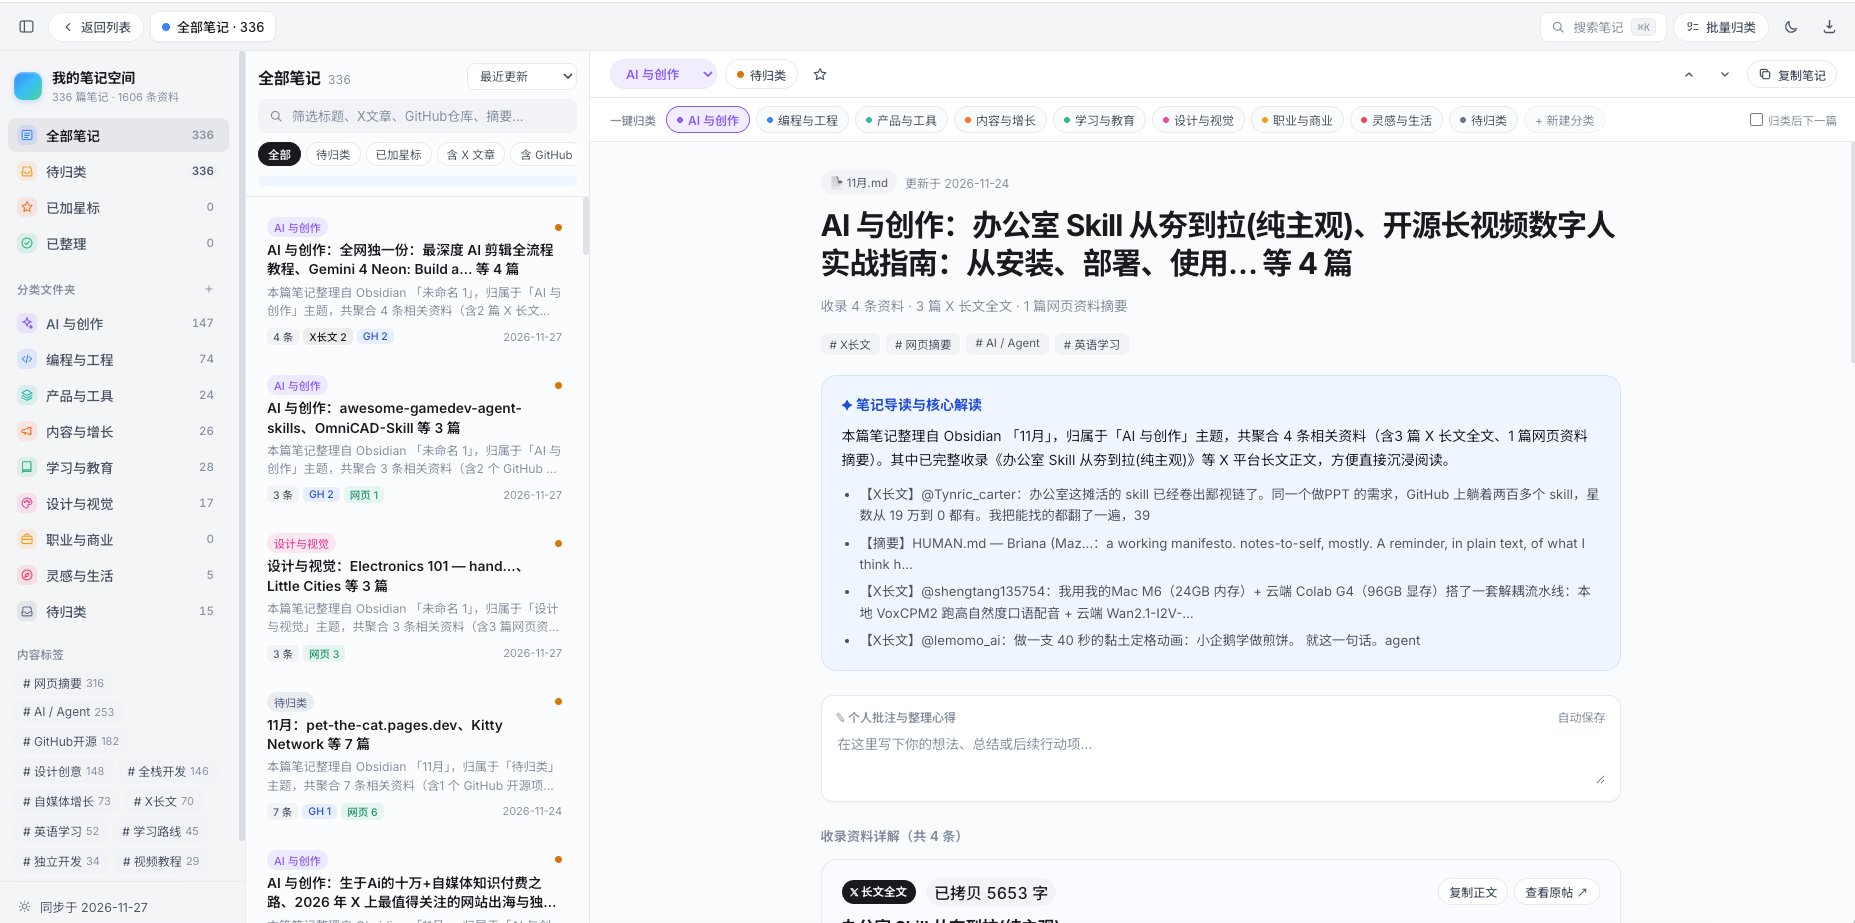 返回列表
全部笔记 · 336
搜索笔记 ⌘K
批量归类
我的笔记空间
336 篇笔记 · 1606 条资料
全部笔记 336
待归类 336
已加星标 0
已整理 0
分类文件夹 +
AI 与创作 147
编程与工程 74
产品与工具 24
内容与增长 26
学习与教育 28
设计与视觉 17
职业与商业 0
灵感与生活 5
待归类 15
内容标签
# 网页摘要 316
# AI / Agent 253
# GitHub开源 182
# 设计创意 148 # 全栈开发 146
# 自媒体增长 73 # X长文 70
# 英语学习 52 # 学习路线 45
# 独立开发 34 # 视频教程 29
同步于 2026-11-27
全部笔记 336
最近更新
筛选标题、X文章、GitHub仓库、摘要...
全部 待归类 已加星标 含 X 文章 含 GitHub
AI 与创作
AI 与创作：全网独一份：最深度 AI 剪辑全流程
教程、Gemini 4 Neon: Build a... 等 4 篇
本篇笔记整理自 Obsidian 「未命名 1」，归属于「AI 与
创作」主题，共聚合 4 条相关资料（含2 篇 X 长文...
4 条 X长文 2 GH 2 2026-11-27
AI 与创作
AI 与创作：awesome-gamedev-agent-
skills、OmniCAD-Skill 等 3 篇
本篇笔记整理自 Obsidian 「未命名 1」，归属于「AI 与
创作」主题，共聚合 3 条相关资料（含2 个 GitHub ...
3 条 GH 2 网页 1 2026-11-27
设计与视觉
设计与视觉：Electronics 101 — hand...、
Little Cities 等 3 篇
本篇笔记整理自 Obsidian 「未命名 1」，归属于「设计
与视觉」主题，共聚合 3 条相关资料（含3 篇网页资...
3 条 网页 3 2026-11-27
待归类
11月：pet-the-cat.pages.dev、Kitty
Network 等 7 篇
本篇笔记整理自 Obsidian 「11月」，归属于「待归类」
主题，共聚合 7 条相关资料（含1 个 GitHub 开源项...
7 条 GH 1 网页 6 2026-11-24
AI 与创作
AI 与创作：生于Ai的十万+自媒体知识付费之
路、2026 年 X 上最值得关注的网站出海与独...
AI 与创作
待归类
复制笔记
一键归类 AI 与创作 编程与工程 产品与工具 内容与增长 学习与教育 设计与视觉 职业与商业 灵感与生活 待归类 + 新建分类
归类后下一篇
11月.md 更新于 2026-11-24
AI 与创作：办公室 Skill 从夯到拉(纯主观)、开源长视频数字人
实战指南：从安装、部署、使用... 等 4 篇
收录 4 条资料 · 3 篇 X 长文全文 · 1 篇网页资料摘要
# X长文 # 网页摘要 # AI / Agent # 英语学习
✦ 笔记导读与核心解读
本篇笔记整理自 Obsidian 「11月」，归属于「AI 与创作」主题，共聚合 4 条相关资料（含3 篇 X 长文全文、1 篇网页资料
摘要）。其中已完整收录《办公室 Skill 从夯到拉(纯主观)》等 X 平台长文正文，方便直接沉浸阅读。
• 【X长文】@Tynric_carter：办公室这摊活的 skill 已经卷出鄙视链了。同一个做PPT 的需求，GitHub 上躺着两百多个 skill，星
数从 19 万到 0 都有。我把能找的都翻了一遍，39
• 【摘要】HUMAN.md — Briana (Maz...：a working manifesto. notes-to-self, mostly. A reminder, in plain text, of what I
think h...
• 【X长文】@shengtang135754：我用我的Mac M6（24GB 内存）+ 云端 Colab G4（96GB 显存）搭了一套解耦流水线：本
地 VoxCPM2 跑高自然度口语配音 + 云端 Wan2.1-I2V-...
• 【X长文】@lemomo_ai：做一支 40 秒的黏土定格动画：小企鹅学做煎饼。 就这一句话。agent
✎ 个人批注与整理心得 自动保存
在这里写下你的想法、总结或后续行动项...
收录资料详解（共 4 条）
X 长文全文 已拷贝 5653 字 复制正文 查看原帖 ↗